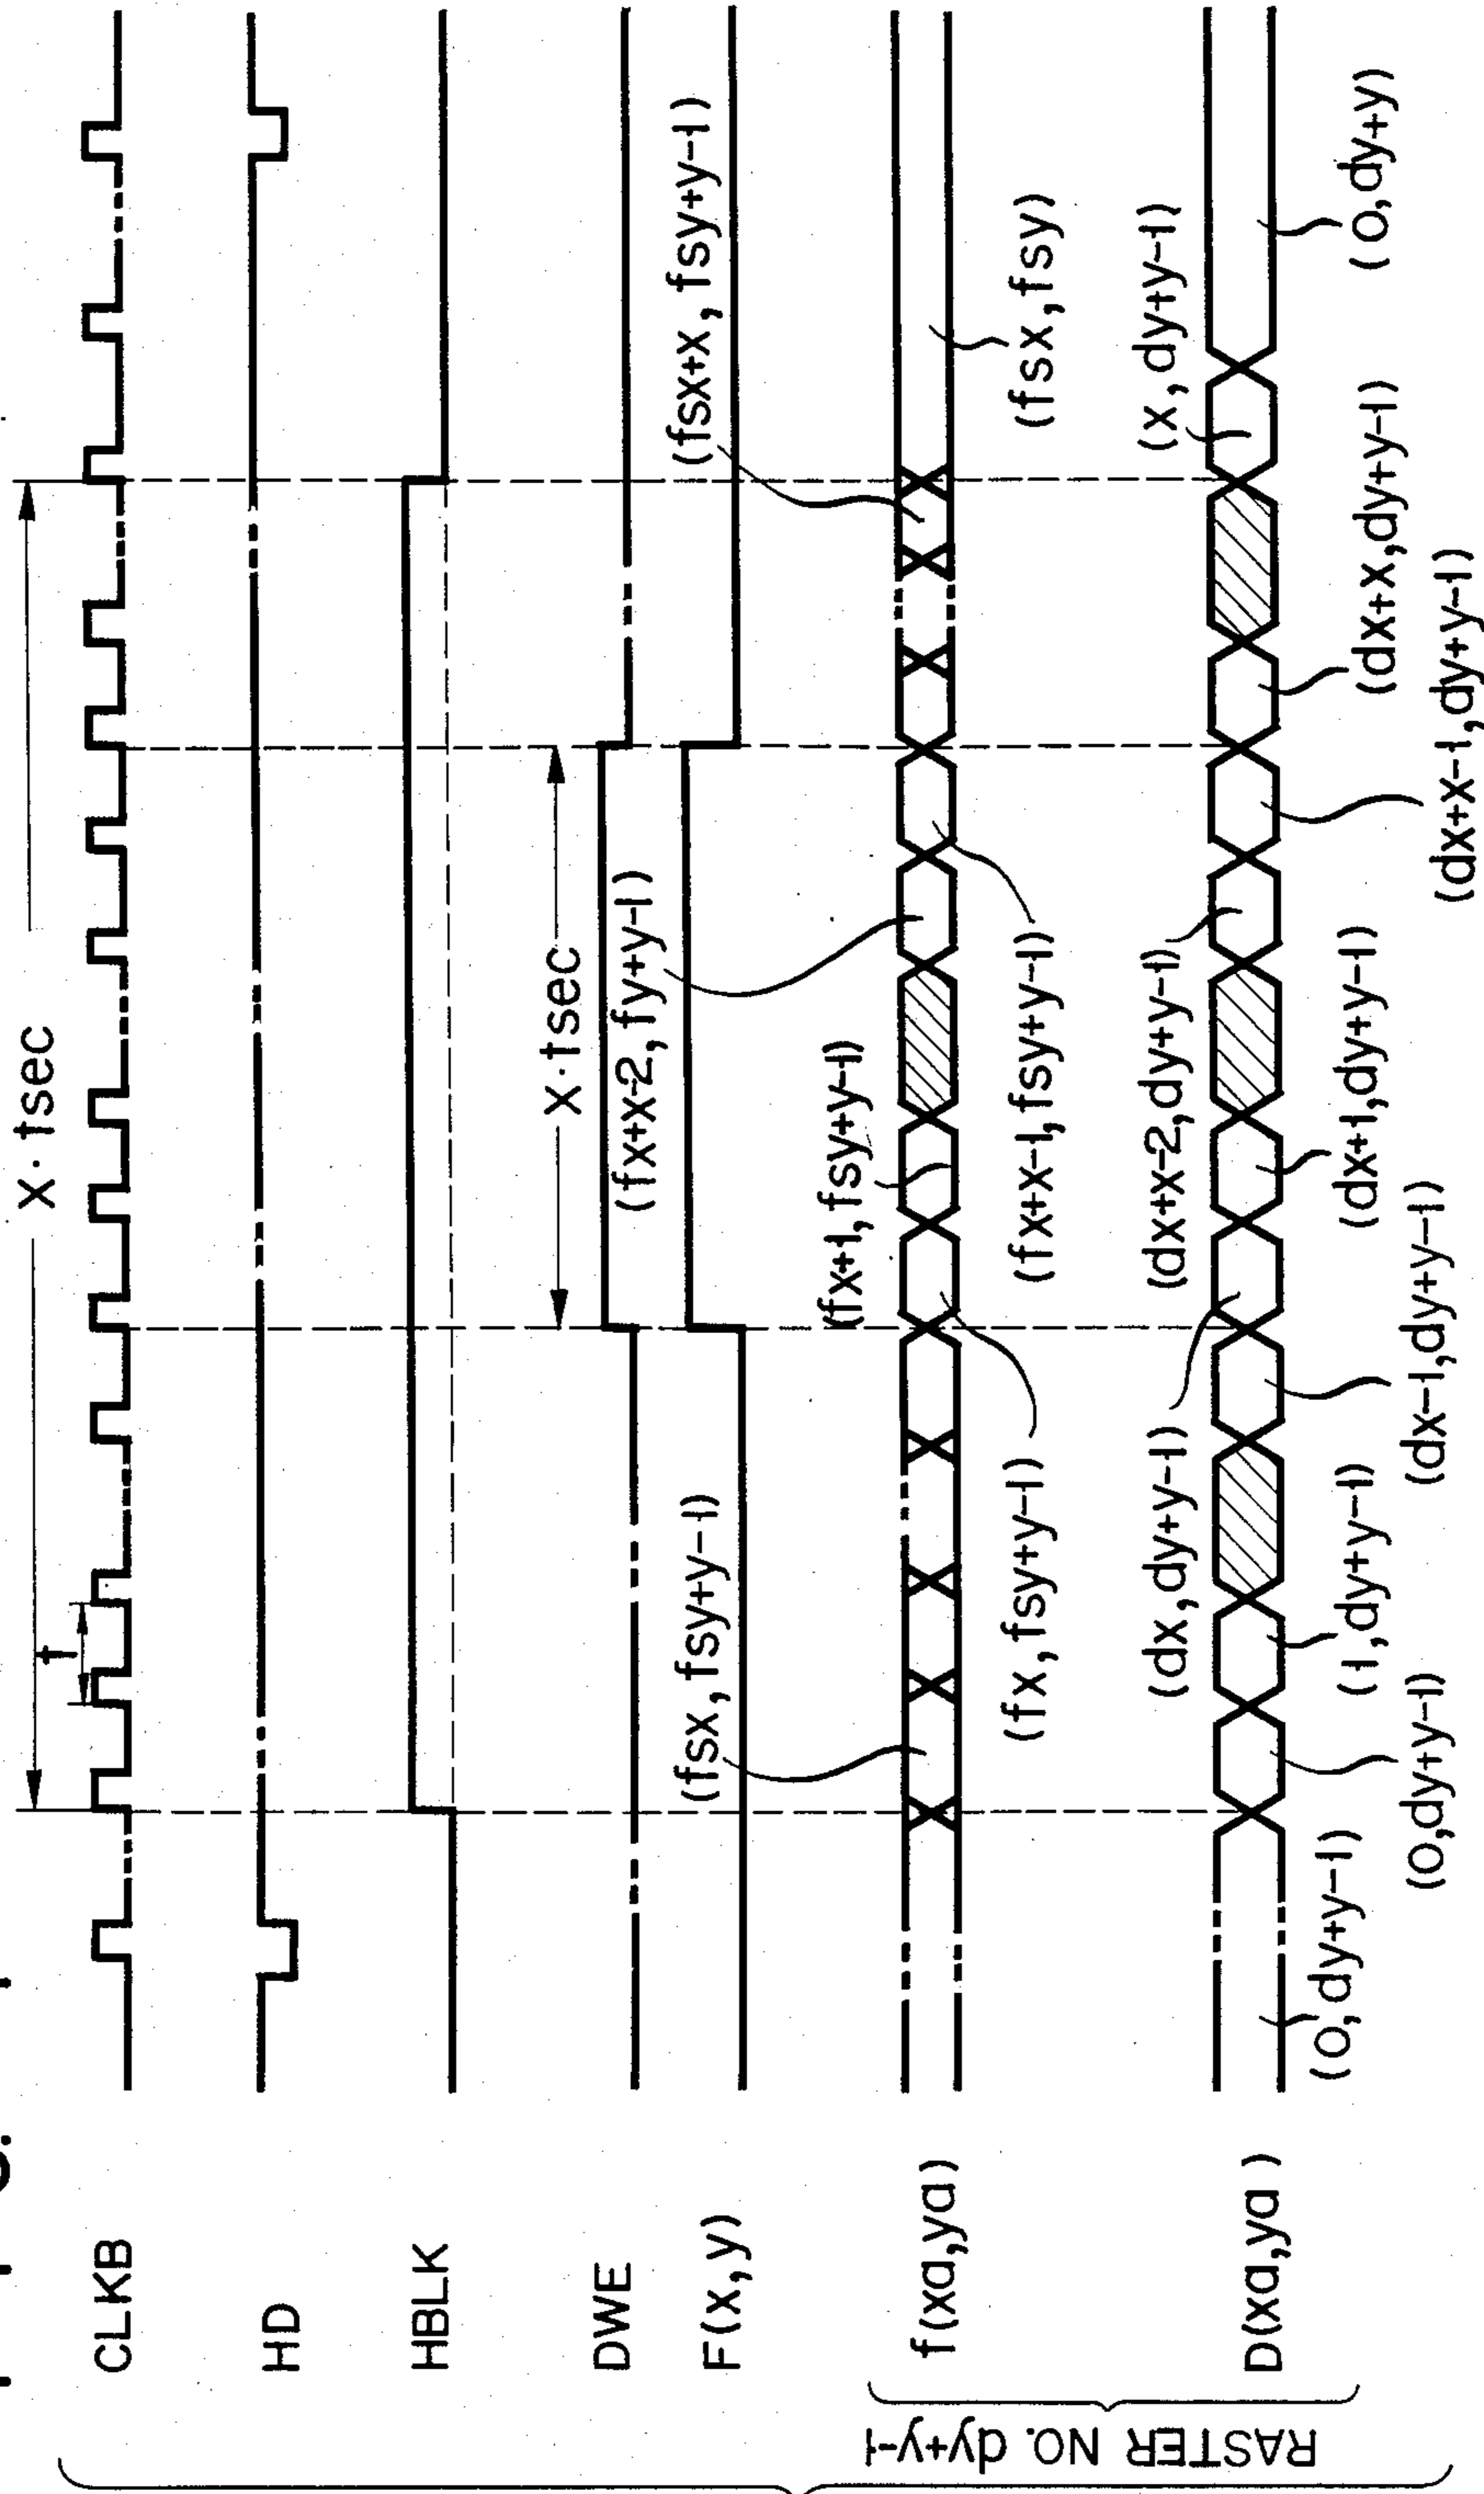 X·tsec
t
CLKB
HD
HBLK
DWE
x·tsec
F(x,y)
(fsx,fsy+y-1)
(fx+x-2,fy+y-1)
(fsx+x,fsy+y-1)
(fx+1,fsy+y-1)
f(xa,ya)
(fx,fsy+y-1)
(fx+x-1,fsy+y-1)
(fsx,fsy)
(dx,dy+y-1)
(dx+x-2,dy+y-1)
(x,dy+y-1)
D(xa,ya)
(0,dy+y-1)
(0,dy+y-1)
(1,dy+y-1)
(dx-1,dy+y-1)
(dx+1,dy+y-1)
(dx+x-1,dy+y-1)
(dx+x,dy+y-1)
(0,dy+y)
RASTER NO. dy+y-1